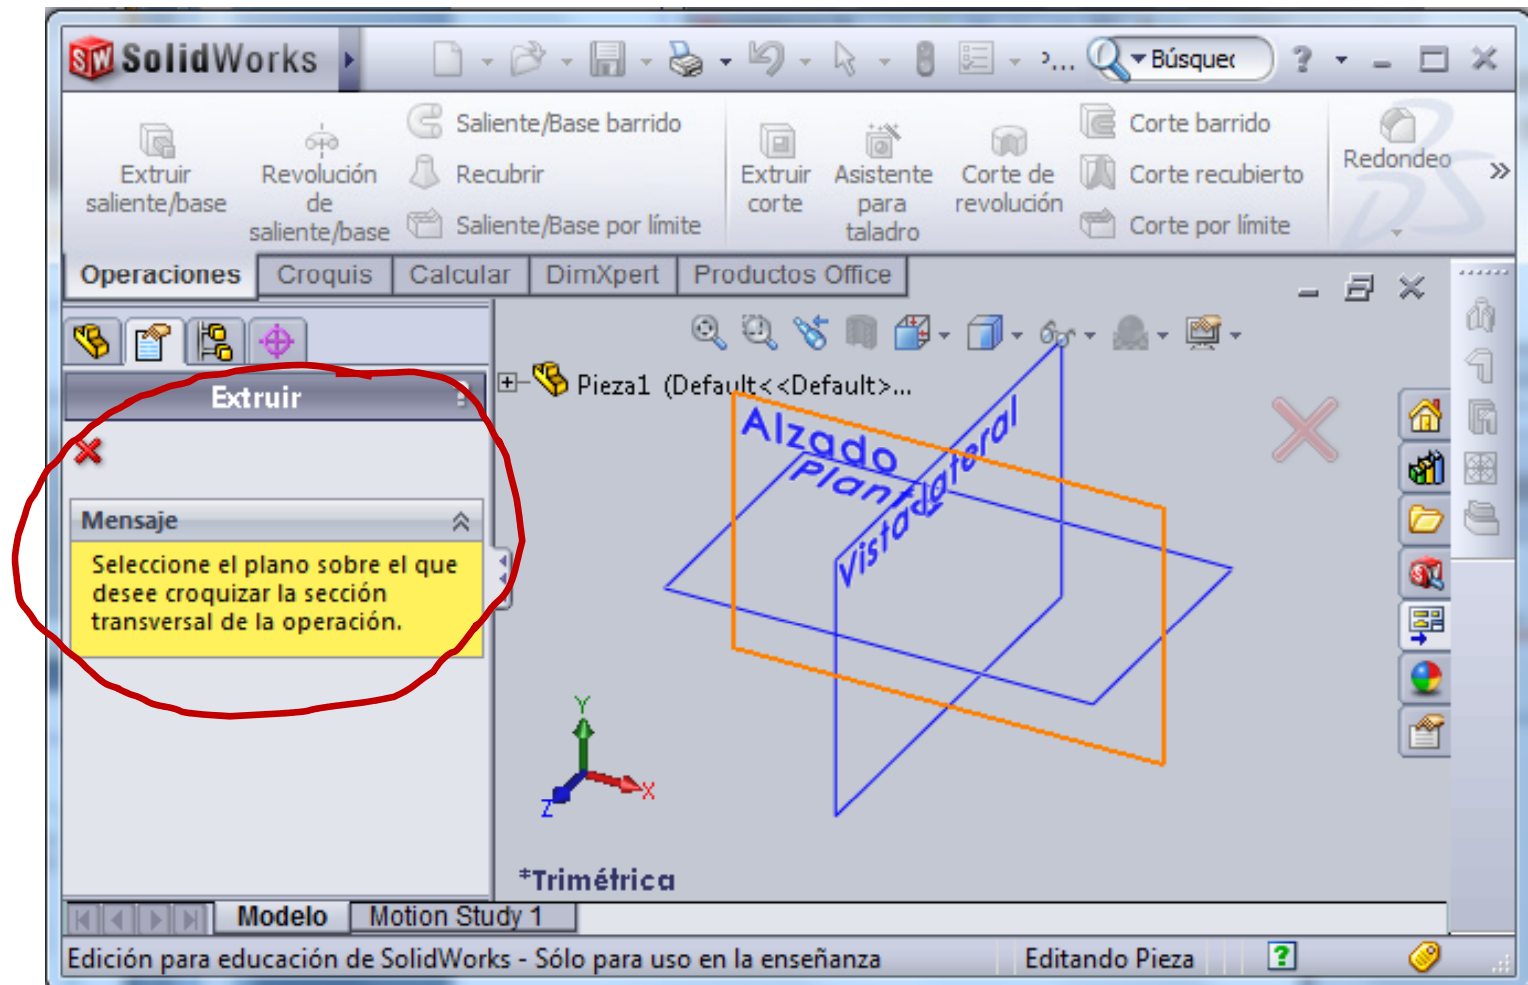 SolidWorks
Búsquec
?
Extruir
saliente/base
Revolución
de
saliente/base
Saliente/Base barrido
Recubrir
Saliente/Base por límite
Extruir
corte
Asistente
para
taladro
Corte de
revolución
Corte barrido
Corte recubierto
Corte por límite
Redondeo
Operaciones
Croquis
Calcular
DimXpert
Productos Office
Extruir
?
Pieza1 (Default<<Default>...
Mensaje
Seleccione el plano sobre el que
desee croquizar la sección
transversal de la operación.
Alzado
Planta
Vista Lateral
Y
X
Z
*Trimétrica
Modelo
Motion Study 1
Edición para educación de SolidWorks - Sólo para uso en la enseñanza
Editando Pieza
?